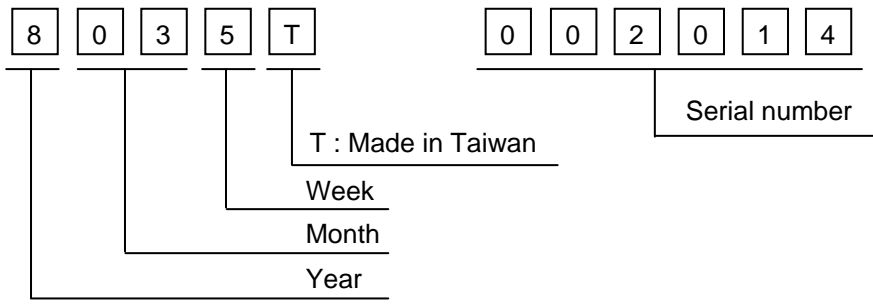 8 0 3 5 T 0 0 2 0 1 4
Serial number
T : Made in Taiwan
Week
Month
Year